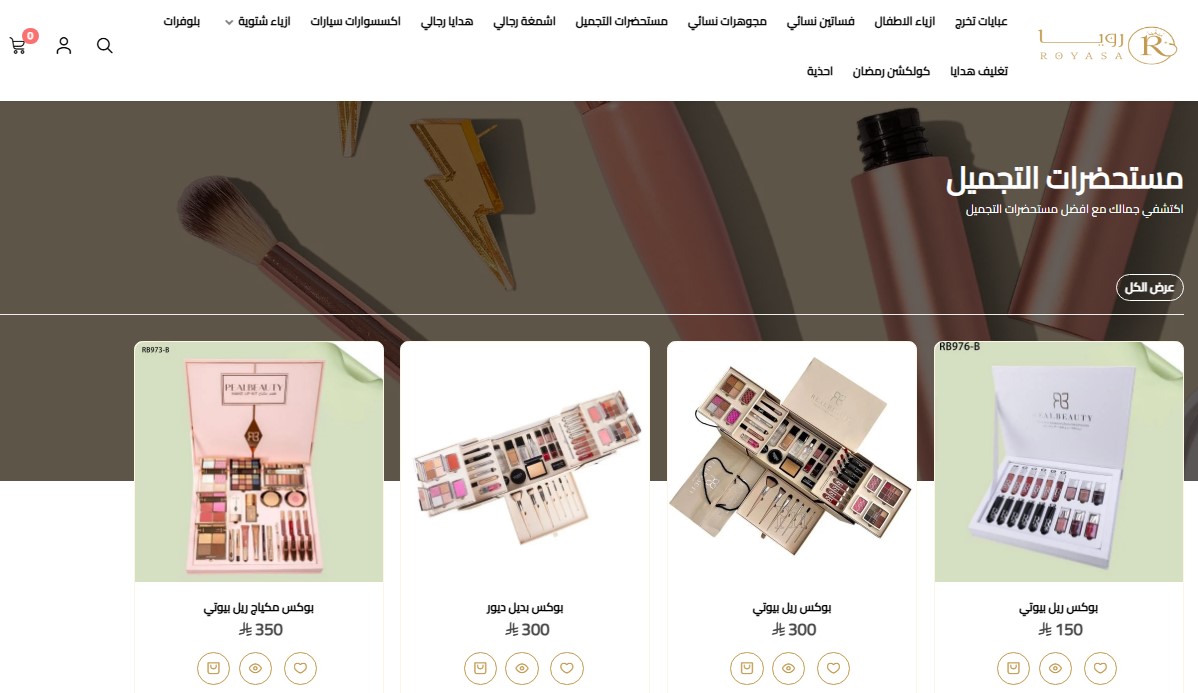 رويـــا
ROYASA
عبايات تخرج
ازياء الاطفال
فساتين نسائي
مجوهرات نسائي
مستحضرات التجميل
اشمغة رجالي
هدايا رجالي
اكسسوارات سيارات
ازياء شتوية
بلوفرات
تغليف هدايا
كولكشن رمضان
احذية
0
مستحضرات التجميل
اكتشفي جمالك مع افضل مستحضرات التجميل
عرض الكل
RB976-B
بوكس ريل بيوتي
150
بوكس ريل بيوتي
300
بوكس بديل ديور
300
RB973-B
REALBEAUTY
بوكس مكياج ريل بيوتي
350